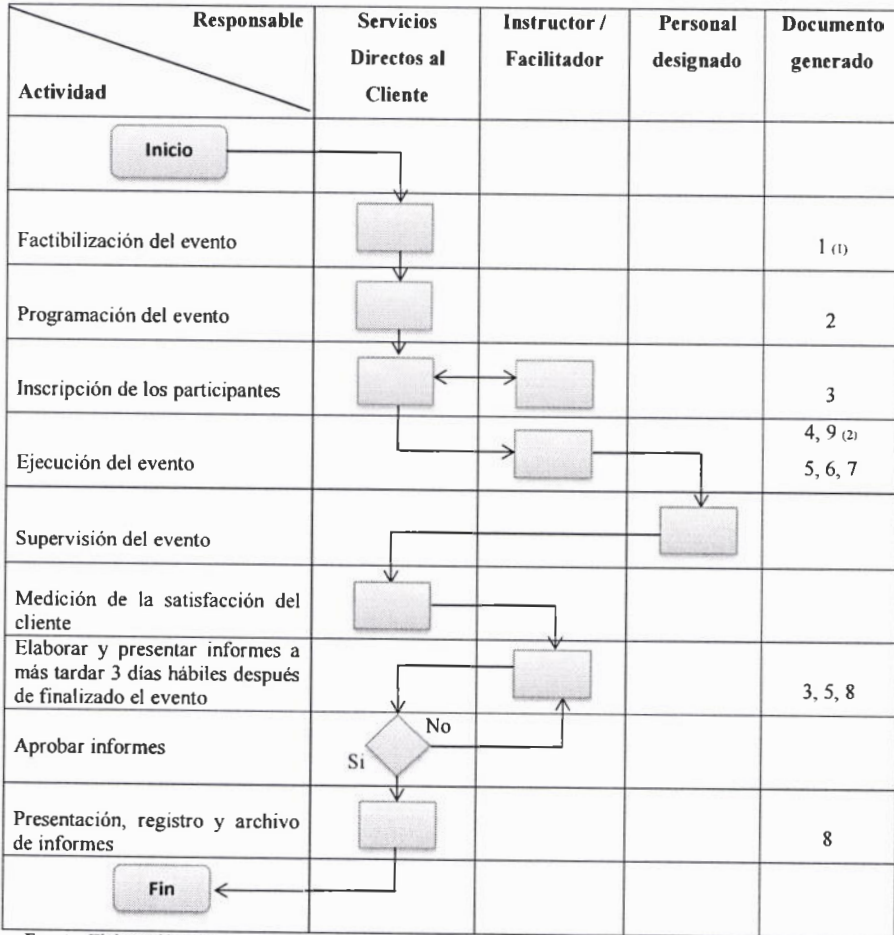 Responsable
Actividad
Servicios
Directos al
Cliente
Instructor /
Facilitador
Personal
designado
Documento
generado
Inicio
Factibilización del evento
1 (1)
Programación del evento
2
Inscripción de los participantes
3
Ejecución del evento
4, 9 (2)
5, 6, 7
Supervisión del evento
Medición de la satisfacción del
cliente
Elaborar y presentar informes a
más tardar 3 días hábiles después
de finalizado el evento
3, 5, 8
Aprobar informes
Si
No
Presentación, registro y archivo
de informes
8
Fin